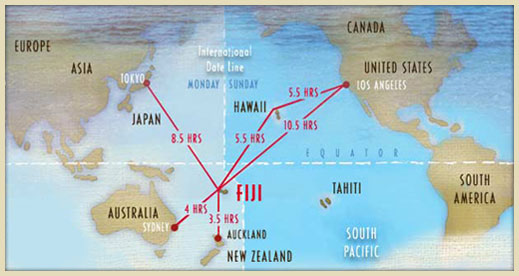 CANADA
EUROPE
International
Date Line
ASIA
UNITED STATES
TOKYO
MONDAY SUNDAY
LOS ANGELES
5.5 HRS
HAWAII
JAPAN
10.5 HRS
8.5 HRS
5.5 HRS
EQUATOR
FIJI
TAHITI
SOUTH
AMERICA
AUSTRALIA
4 HRS
3.5 HRS
SYDNEY
AUCKLAND
SOUTH
PACIFIC
NEW ZEALAND